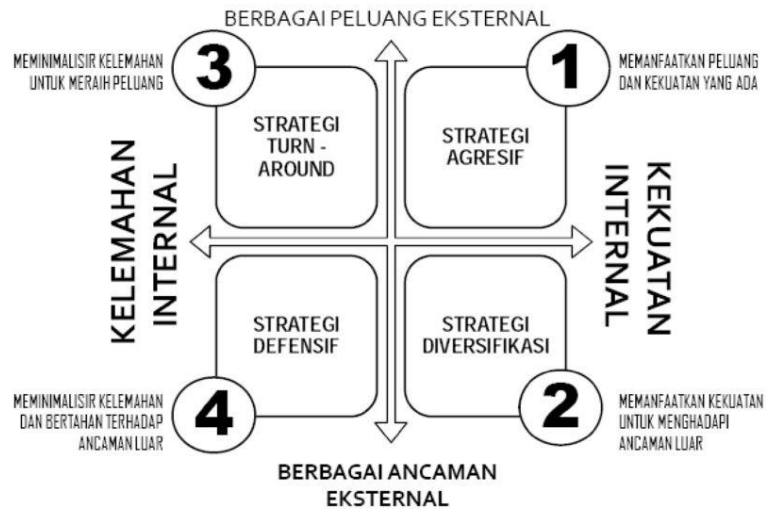 BERBAGAI PELUANG EKSTERNAL
MEMINIMALISIR KELEMAHAN
UNTUK MERAIH PELUANG
3
1
MEMANFAATKAN PELUANG
DAN KEKUATAN YANG ADA
STRATEGI
TURN -
AROUND
STRATEGI
AGRESIF
KELEMAHAN
INTERNAL
KEKUATAN
INTERNAL
STRATEGI
DEFENSIF
STRATEGI
DIVERSIFIKASI
MEMINIMALISIR KELEMAHAN
DAN BERTAHAN TERHADAP
ANCAMAN LUAR
4
2
MEMANFAATKAN KEKUATAN
UNTUK MENGHADAPI
ANCAMAN LUAR
BERBAGAI ANCAMAN
EKSTERNAL